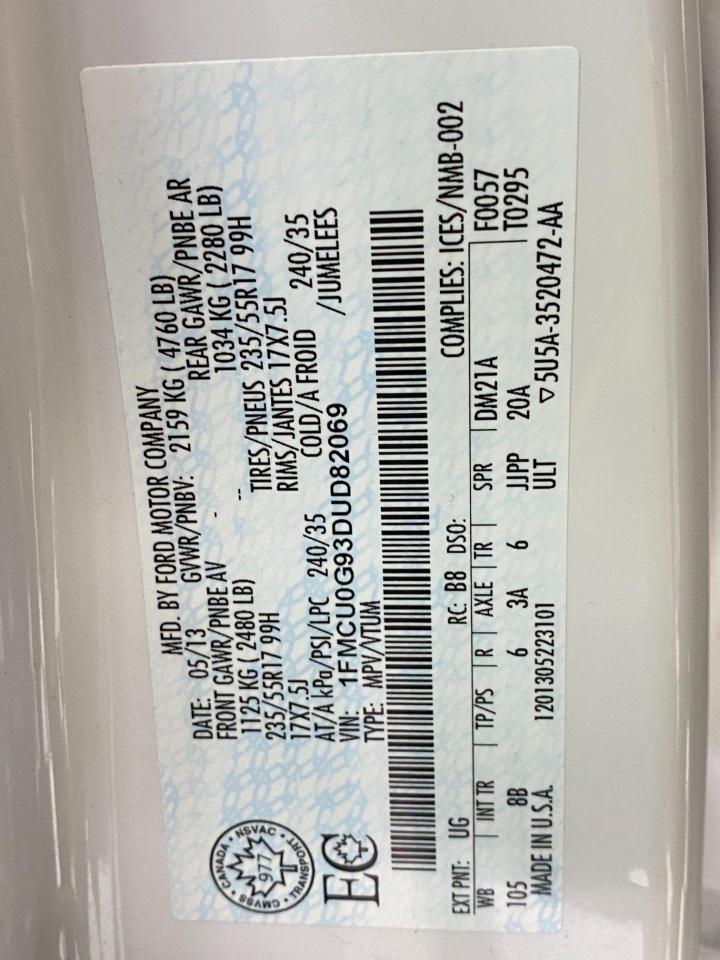 MFD. BY FORD MOTOR COMPANY
DATE: 05/13 GVWR/PNBV: 2159 KG ( 4760 LB)
FRONT GAWR/PNBE AV - REAR GAWR/PNBE AR
1125 KG ( 2480 LB) -- 1034 KG ( 2280 LB)
235/55R17 99H TIRES/PNEUS 235/55R17 99H
17X7.5J RIMS/JANTES 17X7.5J
AT/A kPa/PSI/LPC 240/35 COLD/A FROID 240/35
VIN: 1FMCU0G93DUD82069 /JUMELEES
TYPE: MPV/VTUM
CANADA • NSVAC • TRANSPORT • CMVSS •
977
EC
EXT PNT: UG RC: B8 DSO: COMPLIES: ICES/NMB-002
WB | INT TR | TP/PS | R | AXLE | TR | SPR | DM21A F0057
105 8B 6 3A 6 JJPP 20A T0295
MADE IN U.S.A. 1201305223101 ULT ▽5U5A-3520472-AA